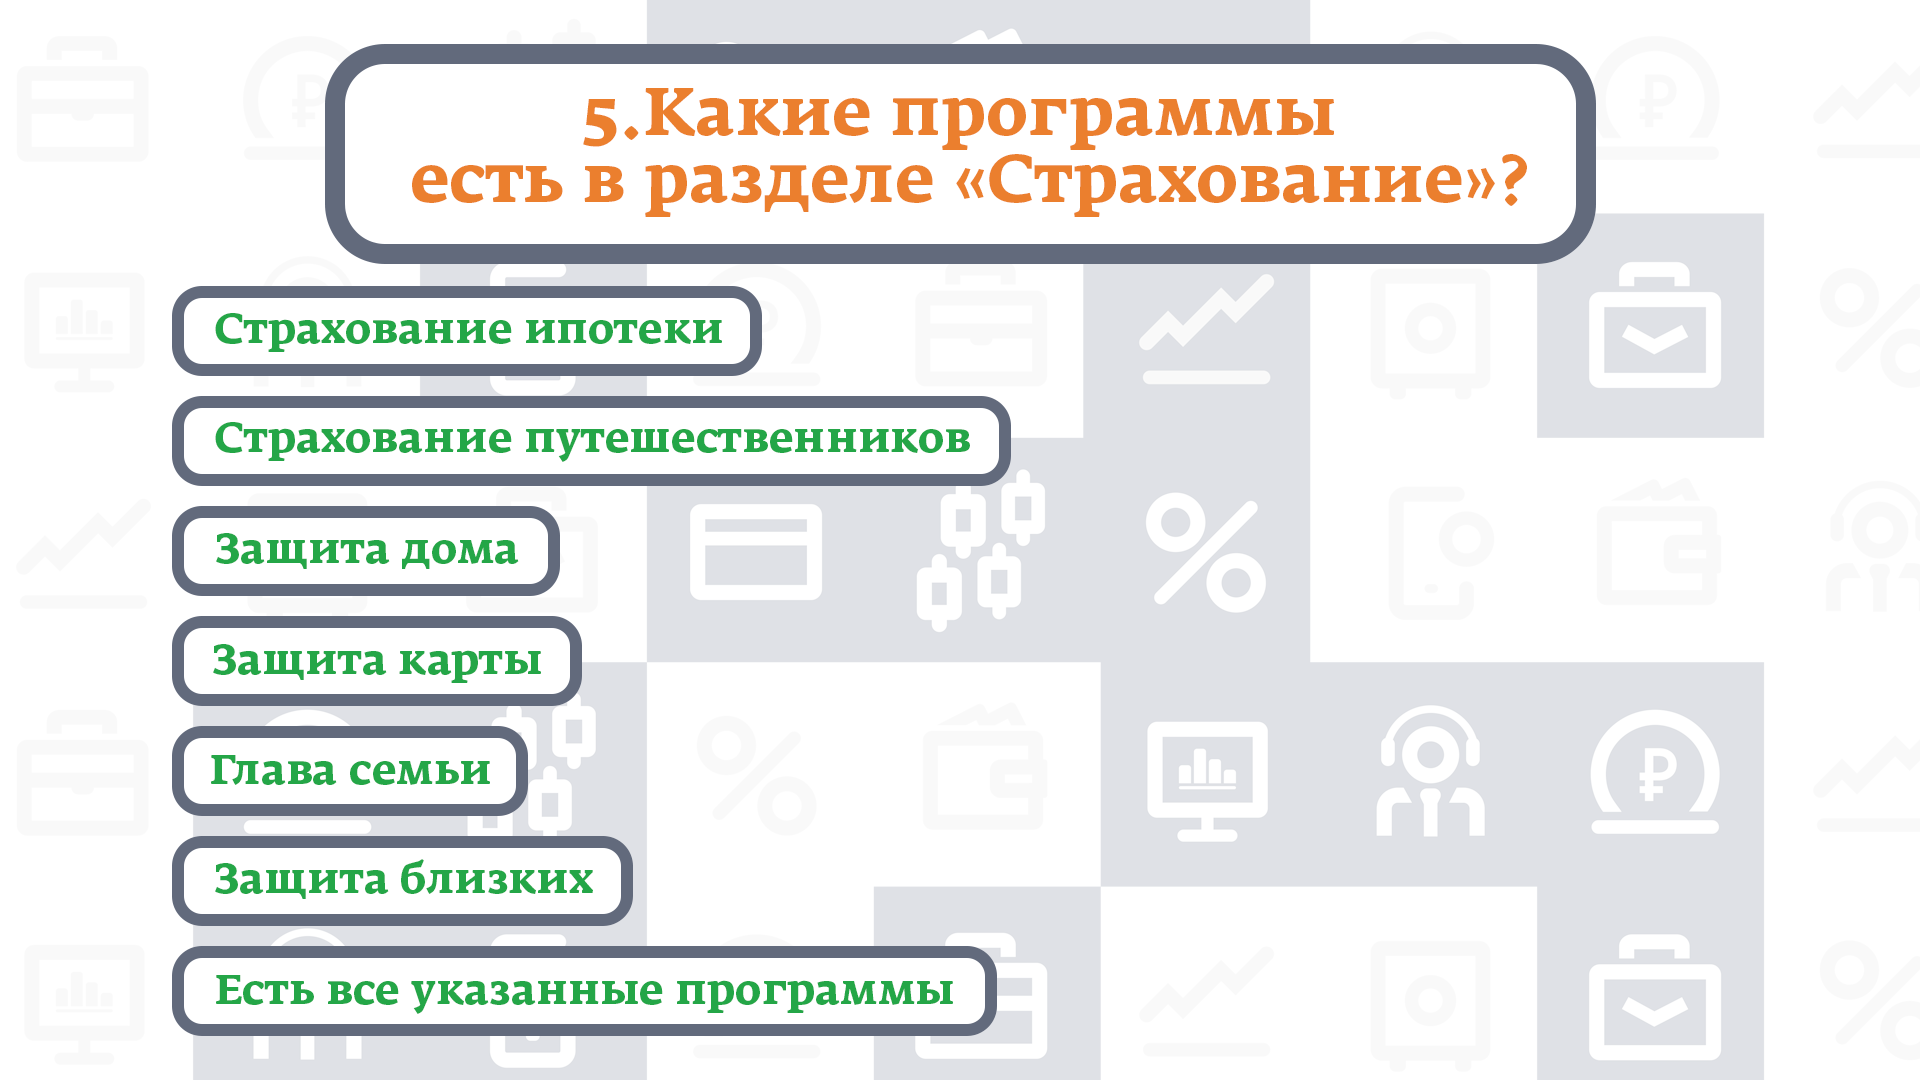 5.Какие программы
есть в разделе «Страхование»?
Страхование ипотеки
Страхование путешественников
Защита дома
Защита карты
Глава семьи
Защита близких
Есть все указанные программы